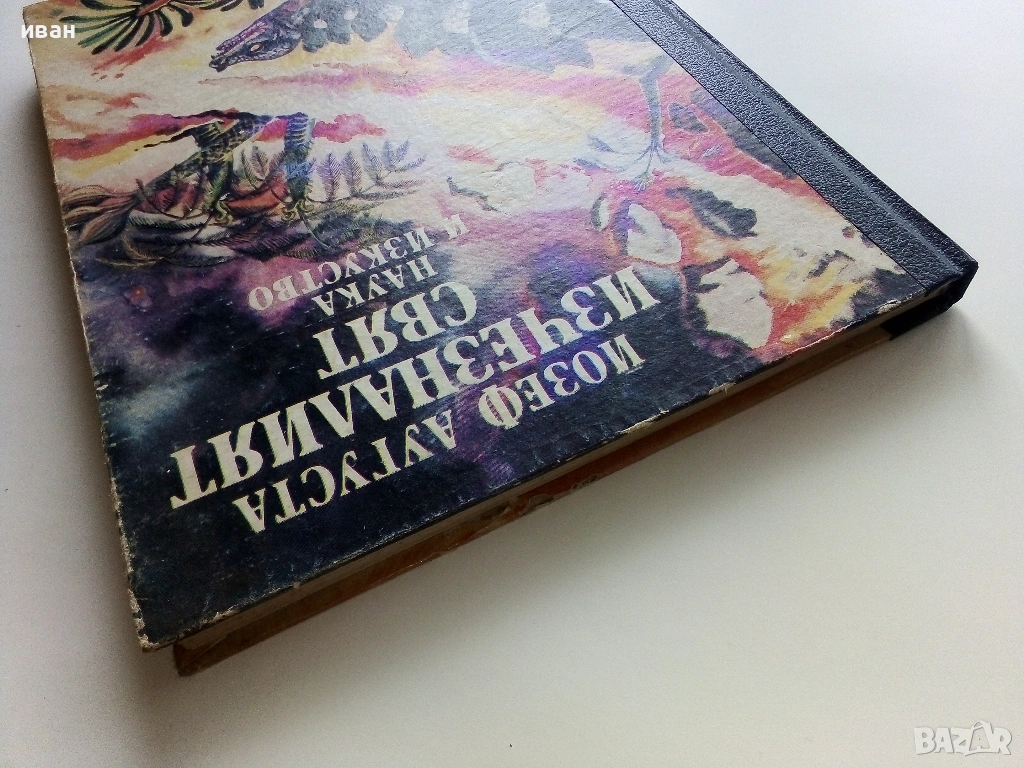 иван
ЙОЗЕФ АУГУСТА
ИЗЧЕЗНАЛИЯТ
СВЯТ
НАУКА
И ИЗКУСТВО
BAZAR